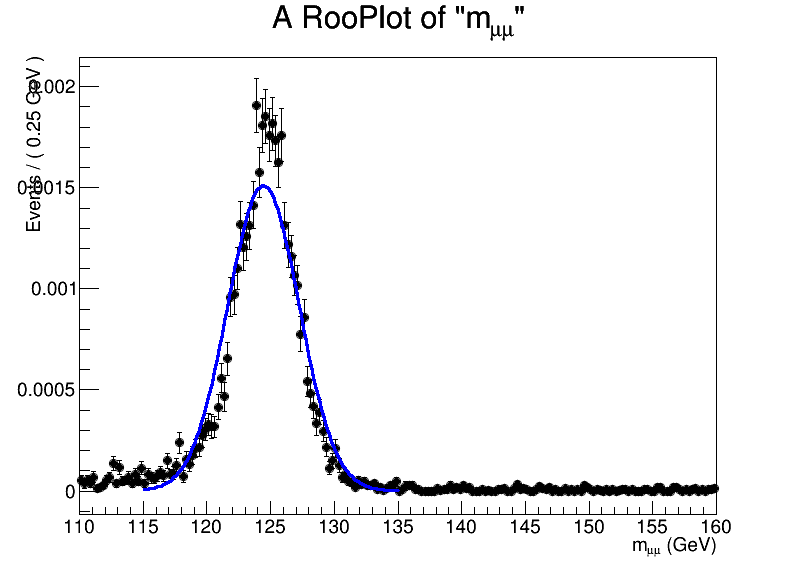 A RooPlot of "mμμ"
Events / ( 0.25 GeV )
0.002
0.0015
0.001
0.0005
0
110 115 120 125 130 135 140 145 150 155 160
mμμ (GeV)